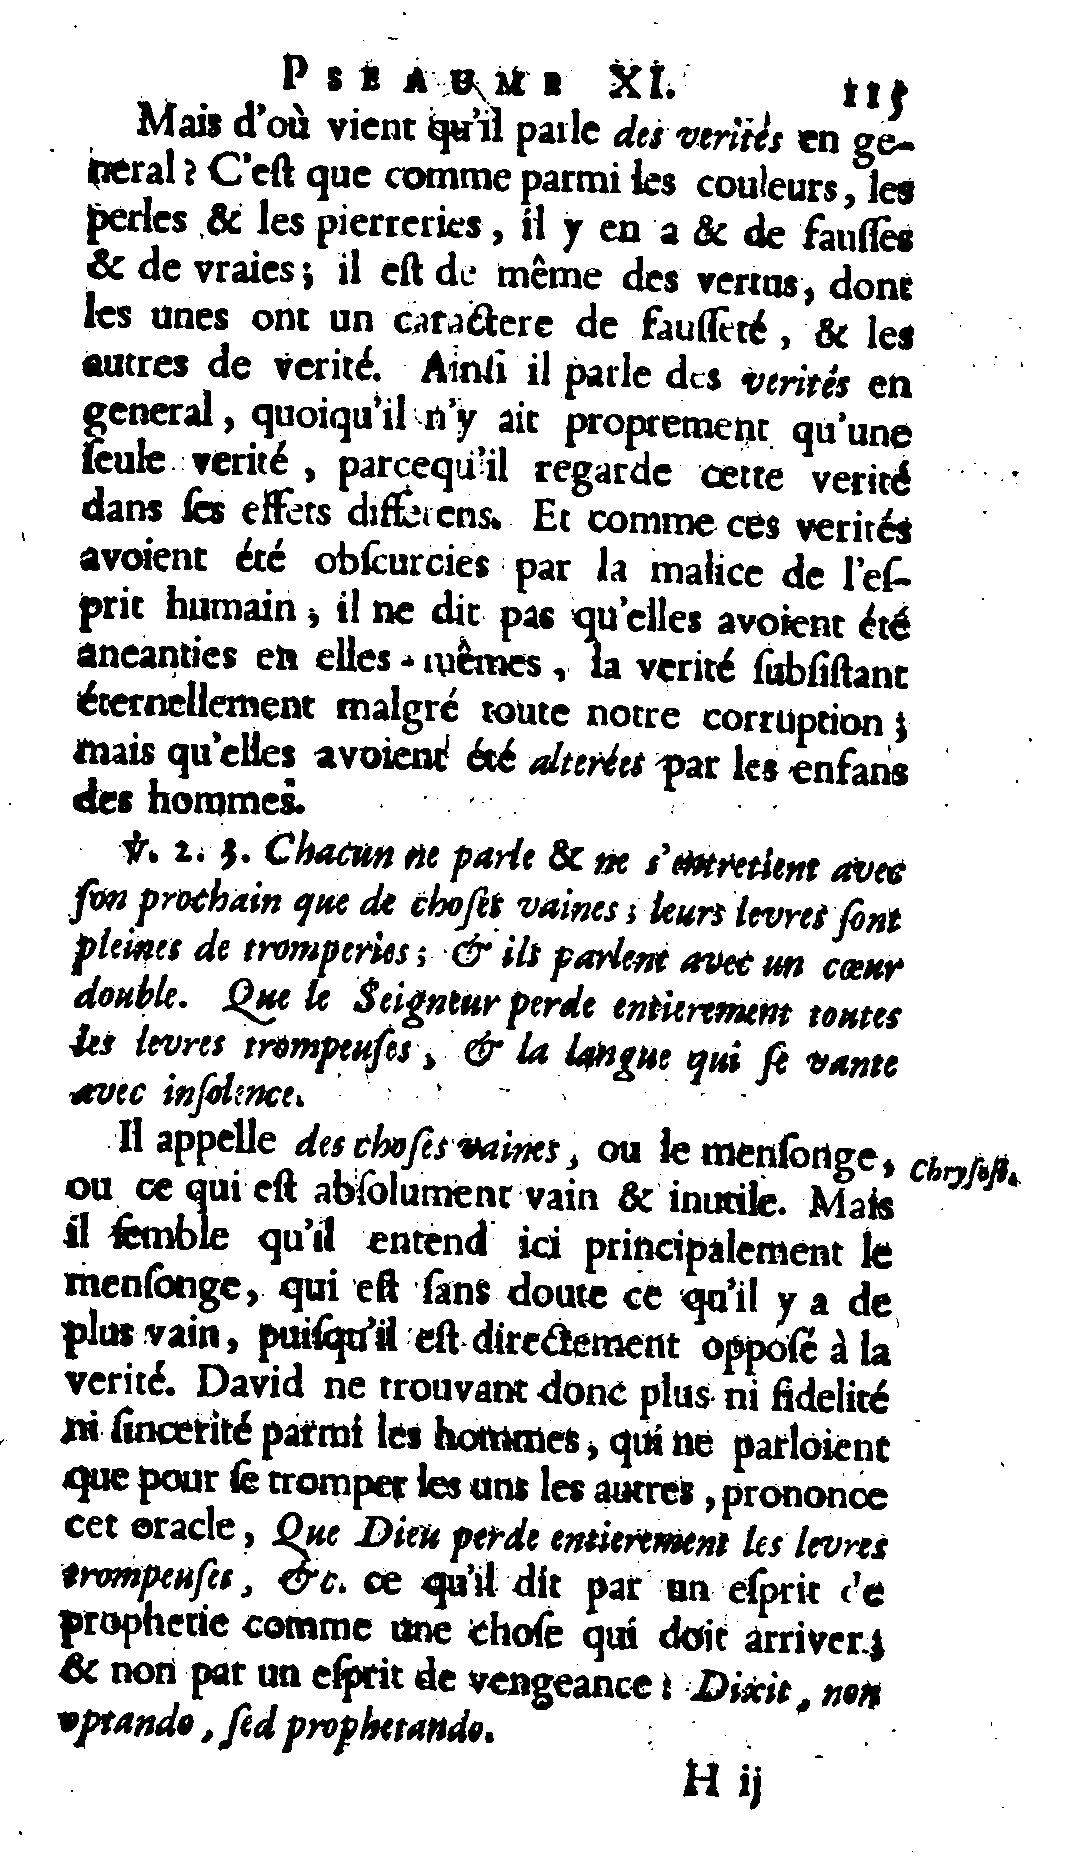 PSEAUME XI. 115
Mais d'où vient qu'il parle des verités en ge-
neral? C'eſt que comme parmi les couleurs, les
perles & les pierreries, il y en a & de fauſſes
& de vraies; il eſt de même des vertus, dont
les unes ont un caractere de fauſſeté, & les
autres de verité. Ainſi il parle des verités en
general, quoiqu'il n'y ait proprement qu'une
ſeule verité, parcequ'il regarde cette verité
dans ſes effets differens. Et comme ces verités
avoient été obſcurcies par la malice de l'eſ-
prit humain, il ne dit pas qu'elles avoient été
aneanties en elles-mêmes, la verité ſubſiſtant
éternellement malgré toute notre corruption;
mais qu'elles avoient été alterées par les enfans
des hommes.
℣. 2. 3. Chacun ne parle & ne s'entretient avec
ſon prochain que de choſes vaines; leurs levres ſont
pleines de tromperies; & ils parlent avec un cœur
double. Que le Seigneur perde entierement toutes
les levres trompeuſes, & la langue qui ſe vante
avec inſolence.
Il appelle des choſes vaines, ou le menſonge, Chryſoſt.
ou ce qui eſt abſolument vain & inutile. Mais
il ſemble qu'il entend ici principalement le
menſonge, qui eſt ſans doute ce qu'il y a de
plus vain, puiſqu'il eſt directement oppoſé à la
verité. David ne trouvant donc plus ni fidelité
ni ſincerité parmi les hommes, qui ne parloient
que pour ſe tromper les uns les autres, prononce
cet oracle, Que Dieu perde entierement les levres
trompeuſes, &c. ce qu'il dit par un eſprit de
prophetie comme une choſe qui doit arriver;
& non par un eſprit de vengeance: Dixit, non
optando, ſed prophetando.
H ij